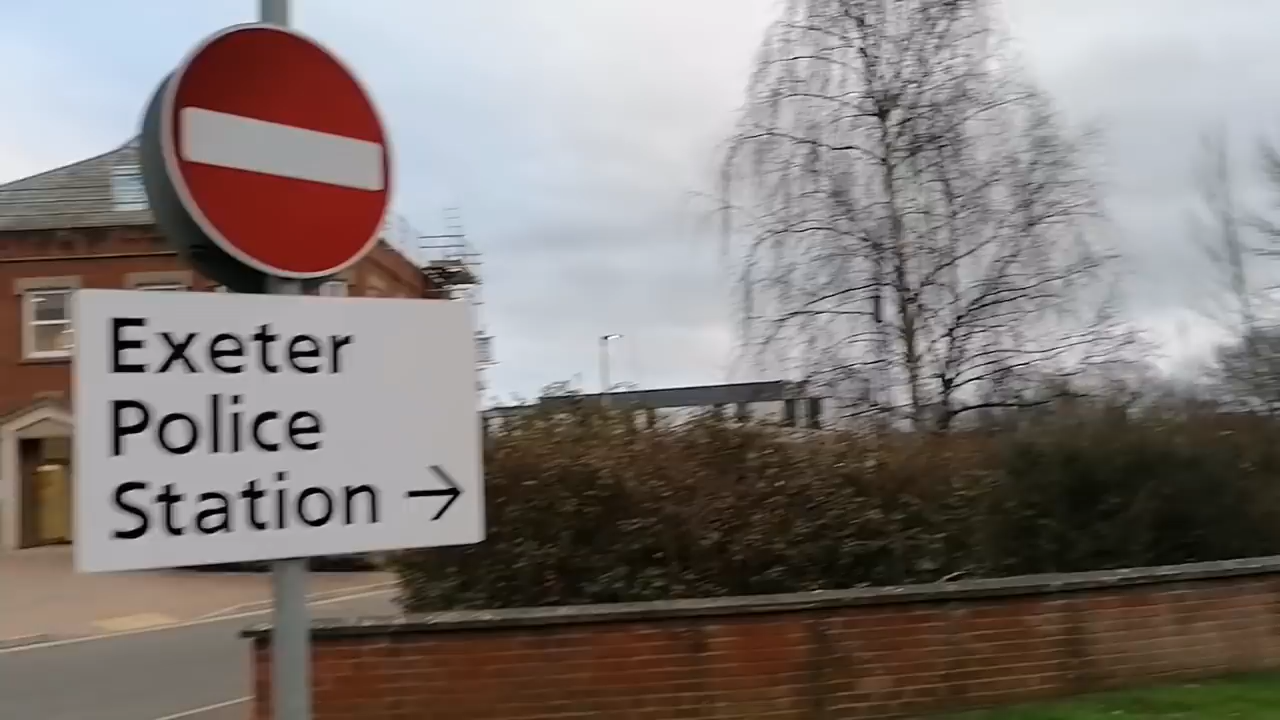 Exeter
Police
Station →